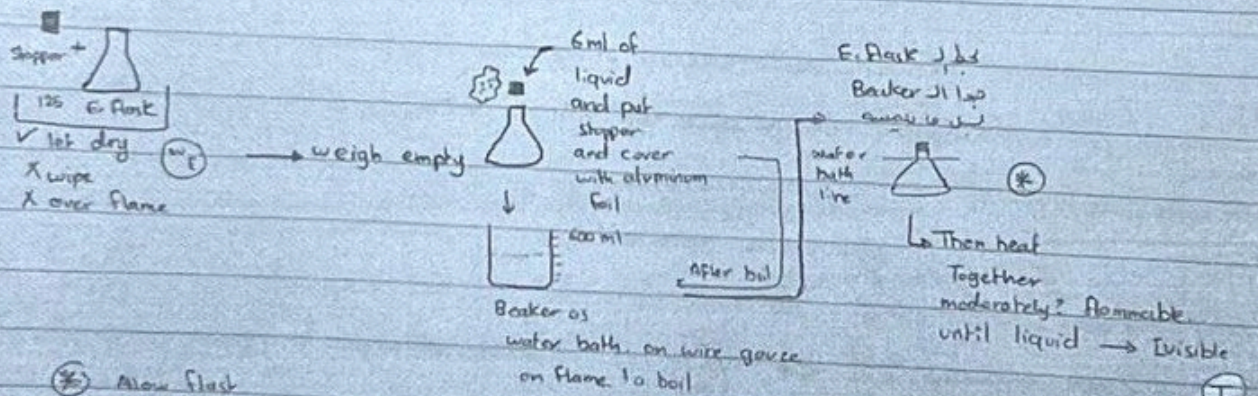 stopper +
125 E. flask
✓ let dry
X wipe
X over flame
weigh empty
6ml of
liquid
and put
stopper
and cover
with aluminum
foil
600 ml
Beaker as
water bath. on wire gauze
on flame to boil
After boil
E. Flask
Beaker
water
bath
line
Then heat
Together
moderately? flammable
until liquid → Ivisible
Allow flask